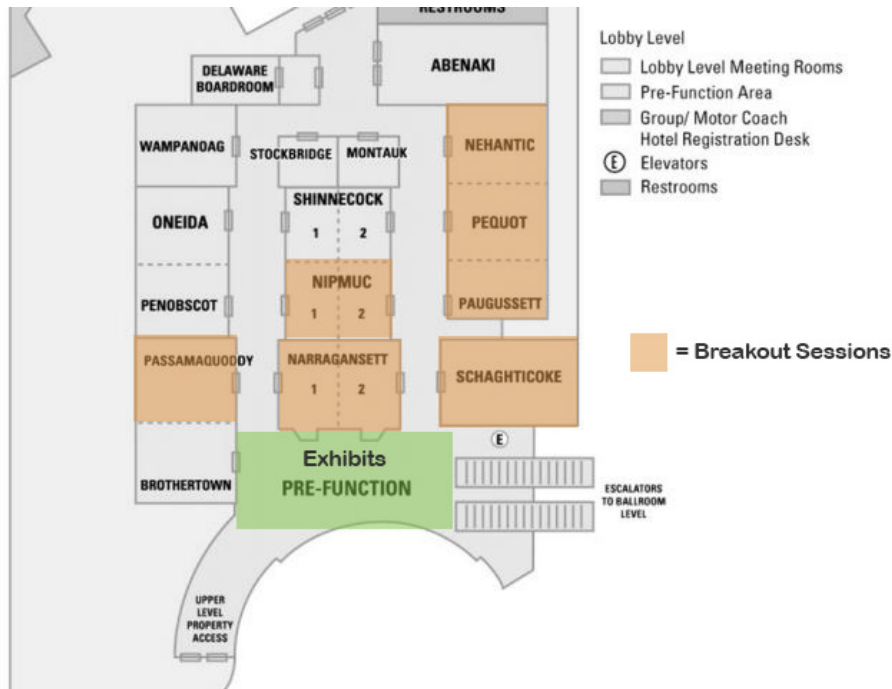 RESTROOMS
DELAWARE
BOARDROOM
ABENAKI
WAMPANOAG
STOCKBRIDGE
MONTAUK
NEHANTIC
SHINNECOCK
1 2
ONEIDA
PEQUOT
NIPMUC
1 2
PENOBSCOT
PAUGUSSETT
PASSAMAQUODDY
NARRAGANSETT
1 2
SCHAGHTICOKE
E
Exhibits
PRE-FUNCTION
BROTHERTOWN
ESCALATORS
TO BALLROOM
LEVEL
UPPER
LEVEL
PROPERTY
ACCESS
Lobby Level
Lobby Level Meeting Rooms
Pre-Function Area
Group/ Motor Coach
Hotel Registration Desk
E Elevators
Restrooms
= Breakout Sessions